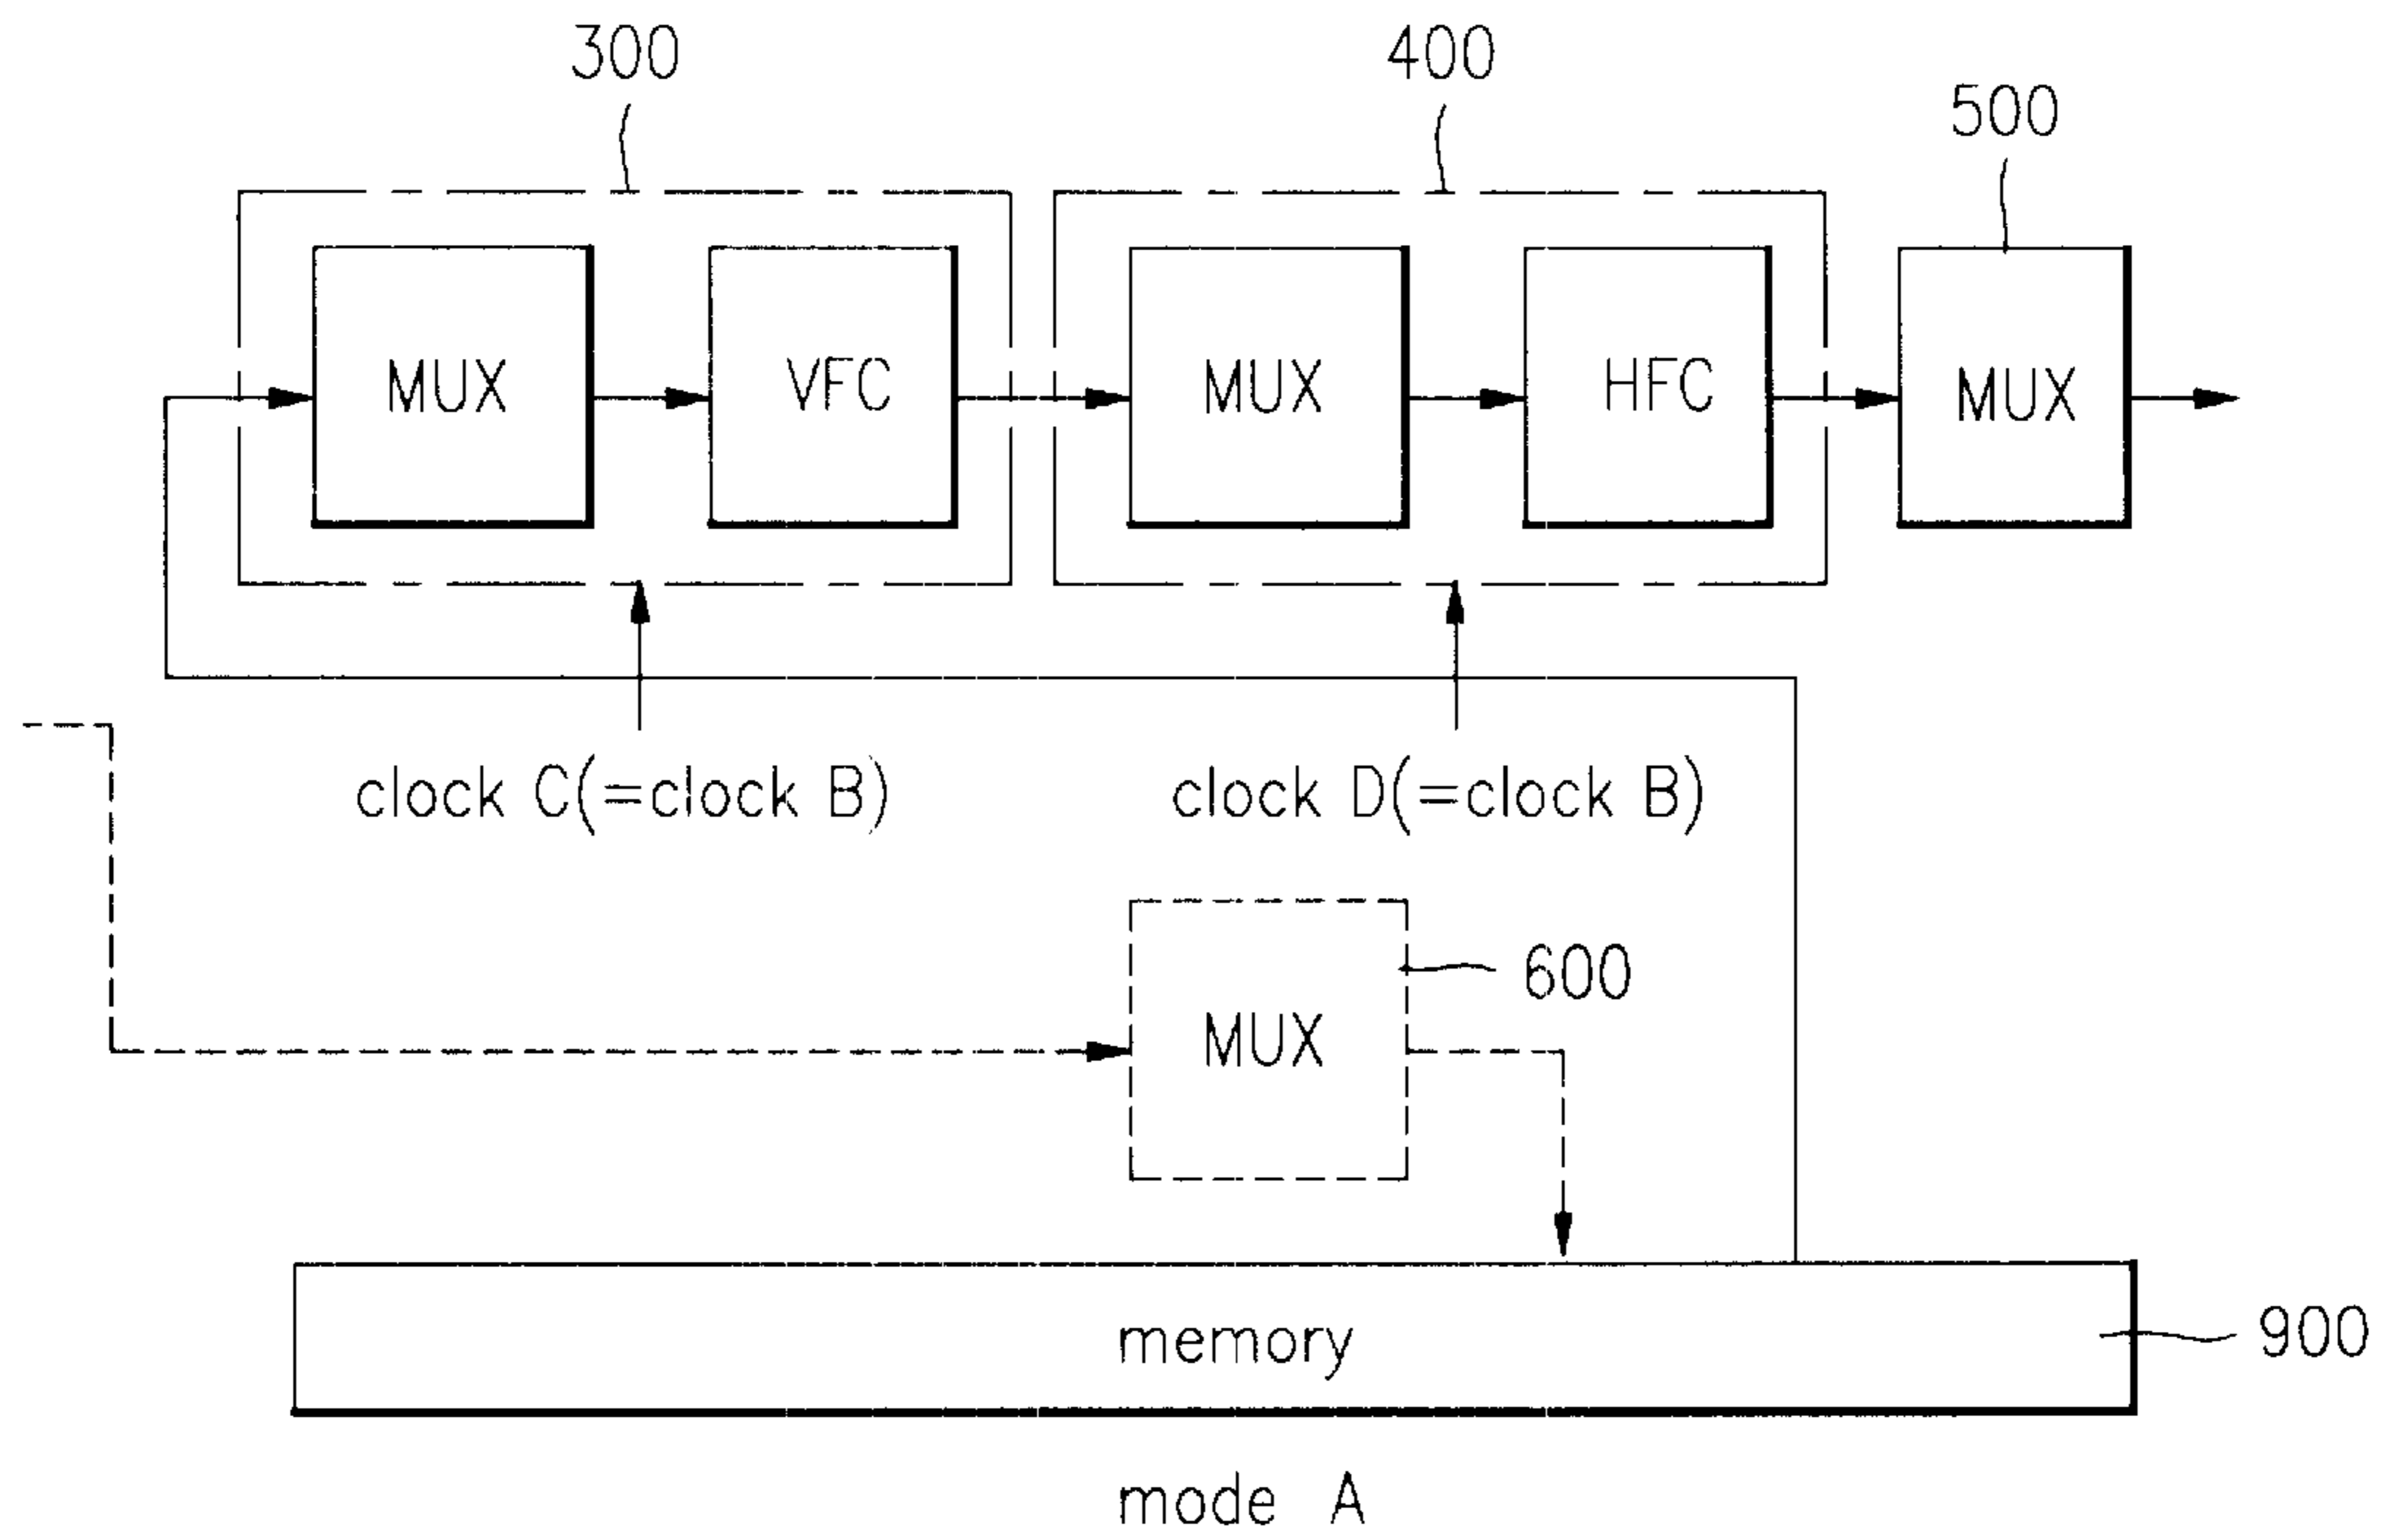 300
400
500
MUX
VFC
MUX
HFC
MUX
clock C(=clock B)
clock D(=clock B)
600
MUX
memory
900
mode A